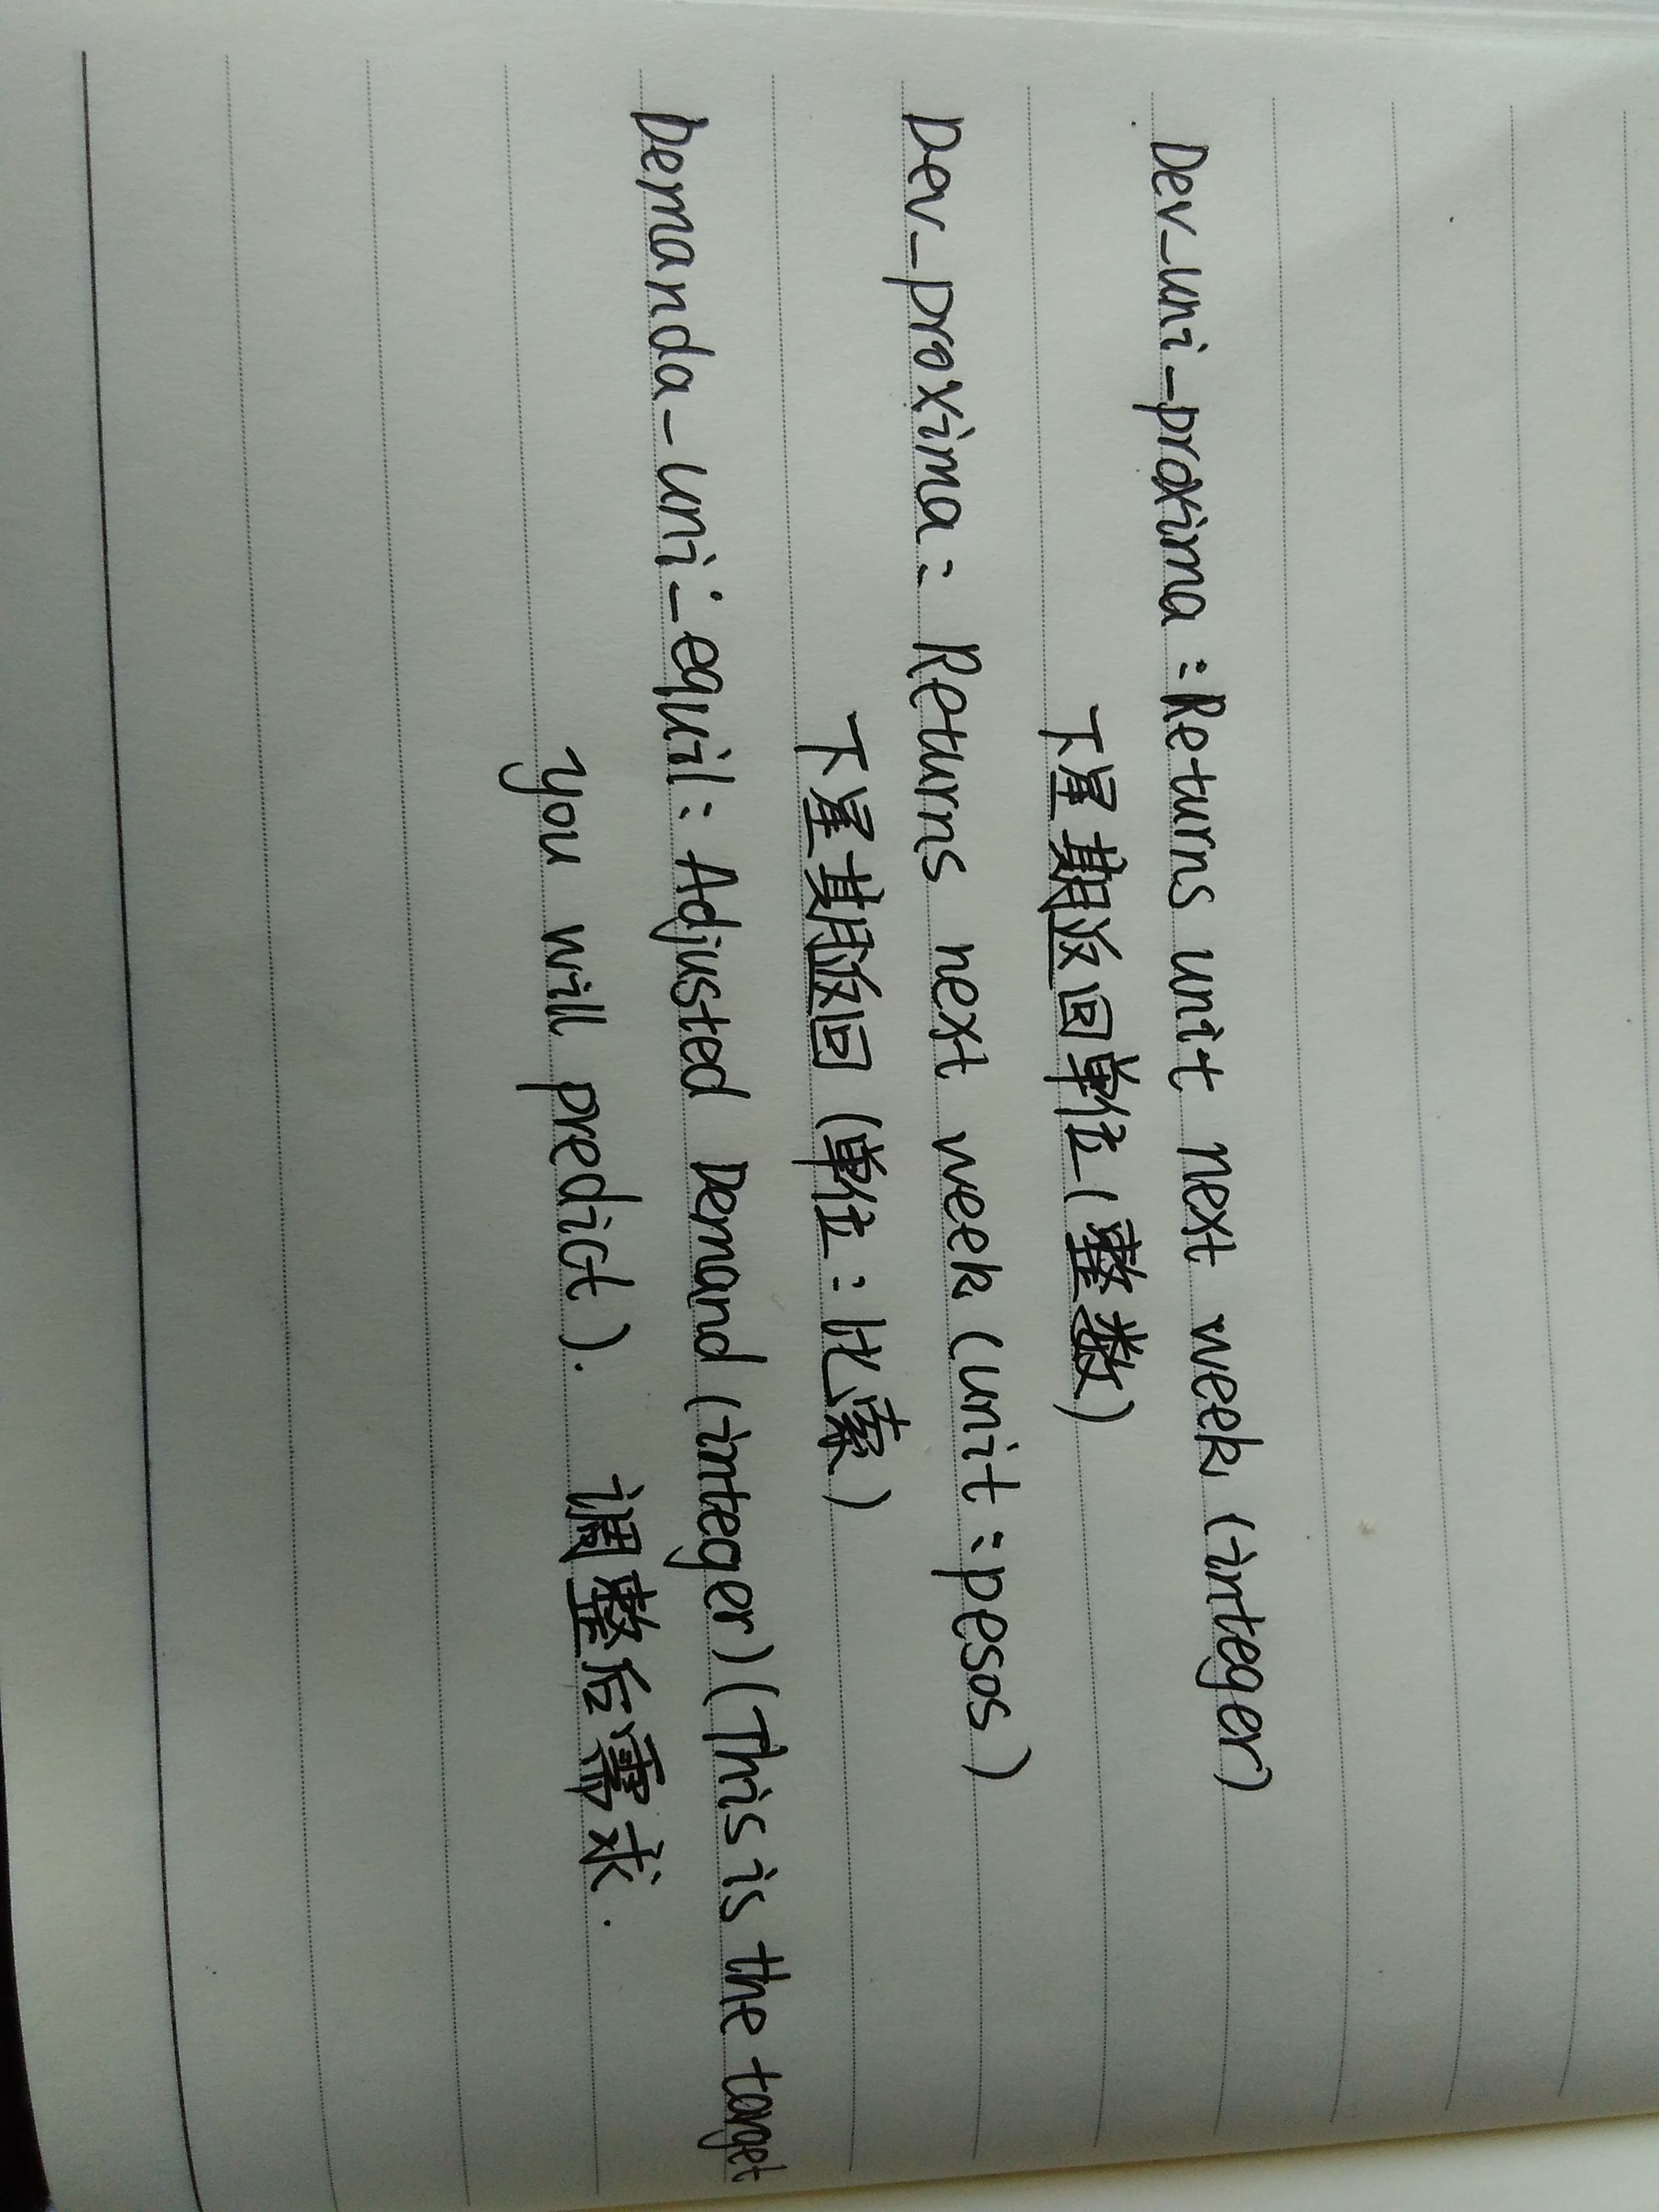 Dev_uni_proxima : Returns unit next week (integer)
下星期返回单位 (整数)
Dev_proxima : Returns next week (unit : pesos)
下星期返回 (单位 : 比索)
Demanda_uni_equil : Adjusted Demand (integer) (This is the target
you will predict). 调整后需求.